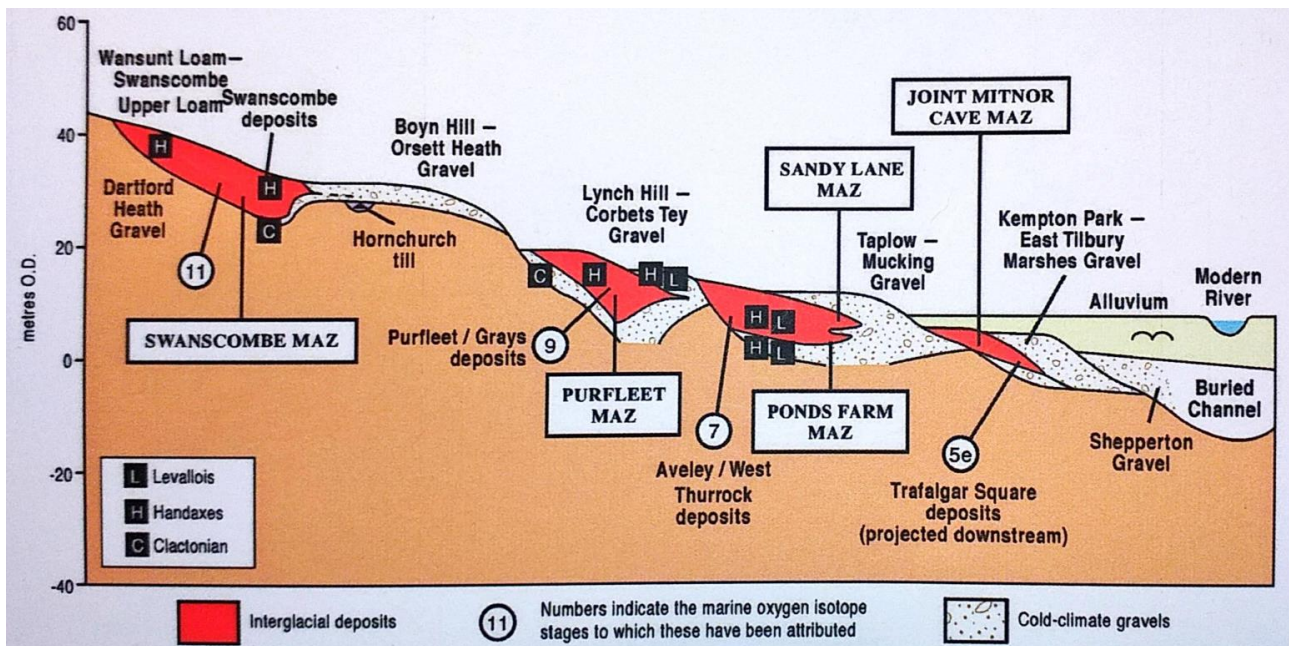 60
40
20
0
-20
-40
metres O.D.
Wansunt Loam–
Swanscombe
Upper Loam
Swanscombe
deposits
H
H
C
Dartford
Heath
Gravel
11
SWANSCOMBE MAZ
Boyn Hill –
Orsett Heath
Gravel
Hornchurch
till
Lynch Hill –
Corbets Tey
Gravel
C
H
H
L
Purfleet / Grays
deposits
9
PURFLEET
MAZ
SANDY LANE
MAZ
H
L
H
L
7
PONDS FARM
MAZ
Aveley / West
Thurrock
deposits
Taplow –
Mucking
Gravel
JOINT MITNOR
CAVE MAZ
Kempton Park –
East Tilbury
Marshes Gravel
5e
Trafalgar Square
deposits
(projected downstream)
Alluvium
Modern
River
Buried
Channel
Shepperton
Gravel
L Levallois
H Handaxes
C Clactonian
Interglacial deposits
11
Numbers indicate the marine oxygen isotope
stages to which these have been attributed
Cold-climate gravels